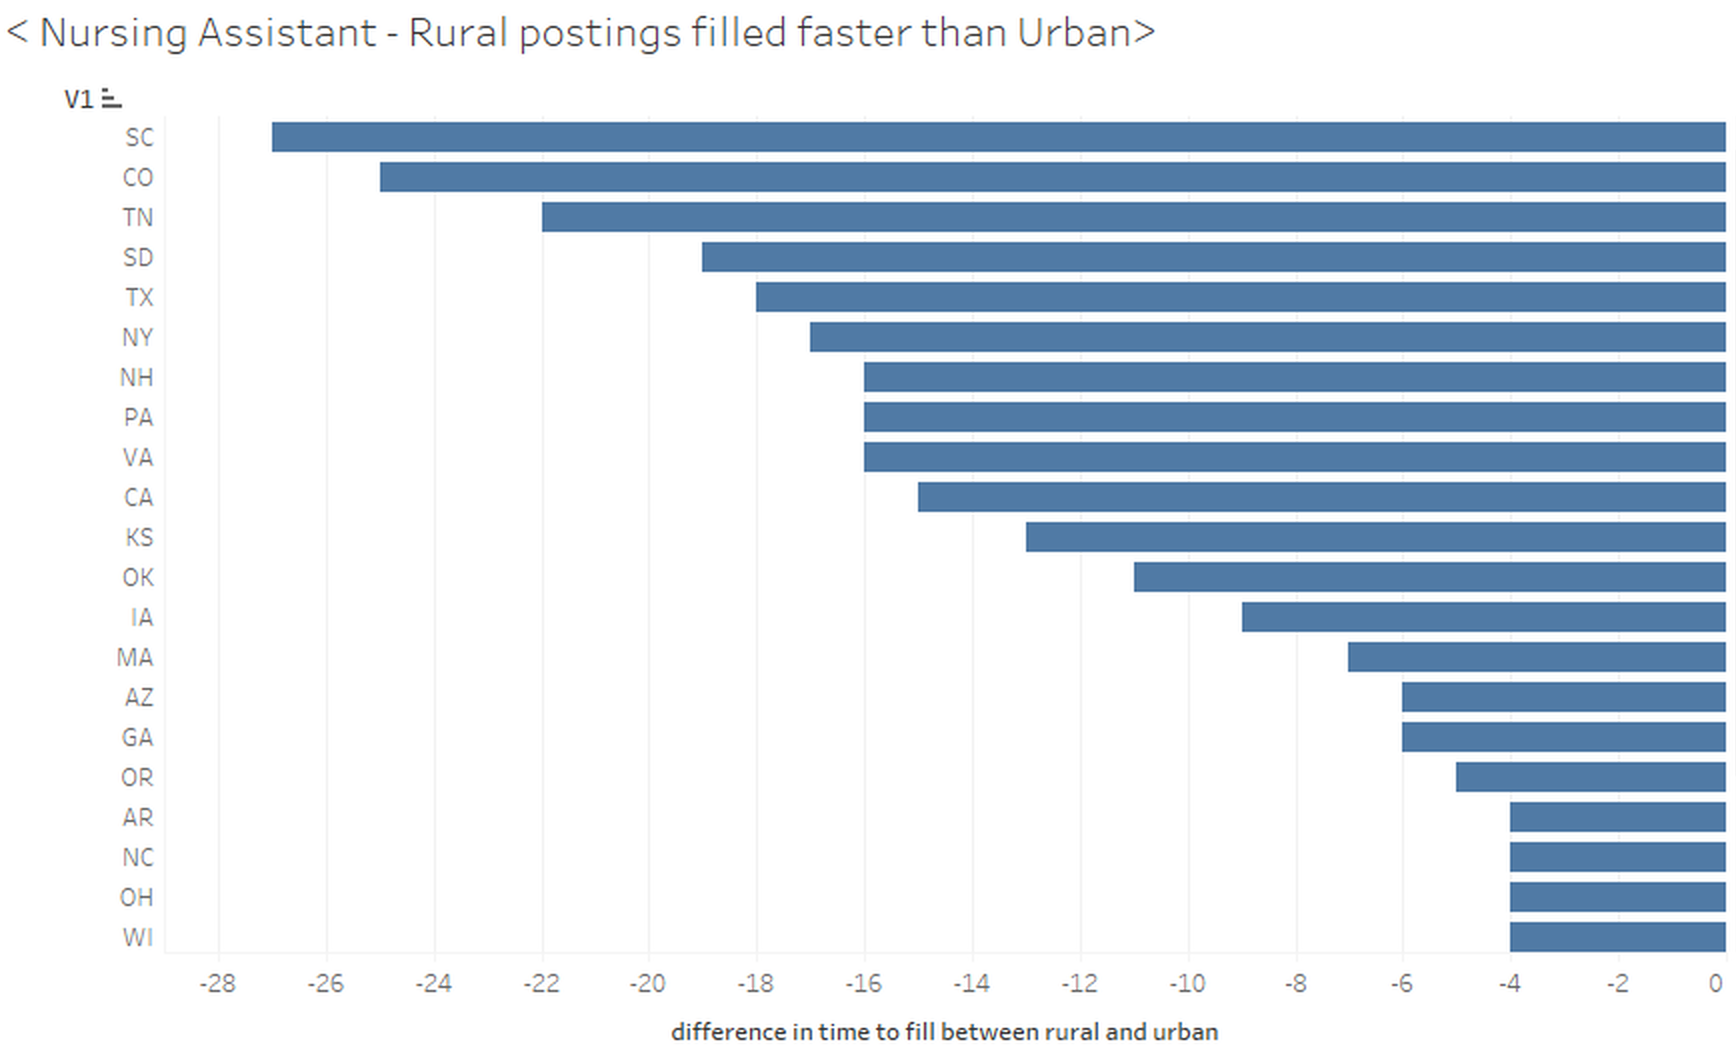 < Nursing Assistant - Rural postings filled faster than Urban>
V1
SC
CO
TN
SD
TX
NY
NH
PA
VA
CA
KS
OK
IA
MA
AZ
GA
OR
AR
NC
OH
WI
-28 -26 -24 -22 -20 -18 -16 -14 -12 -10 -8 -6 -4 -2 0
difference in time to fill between rural and urban